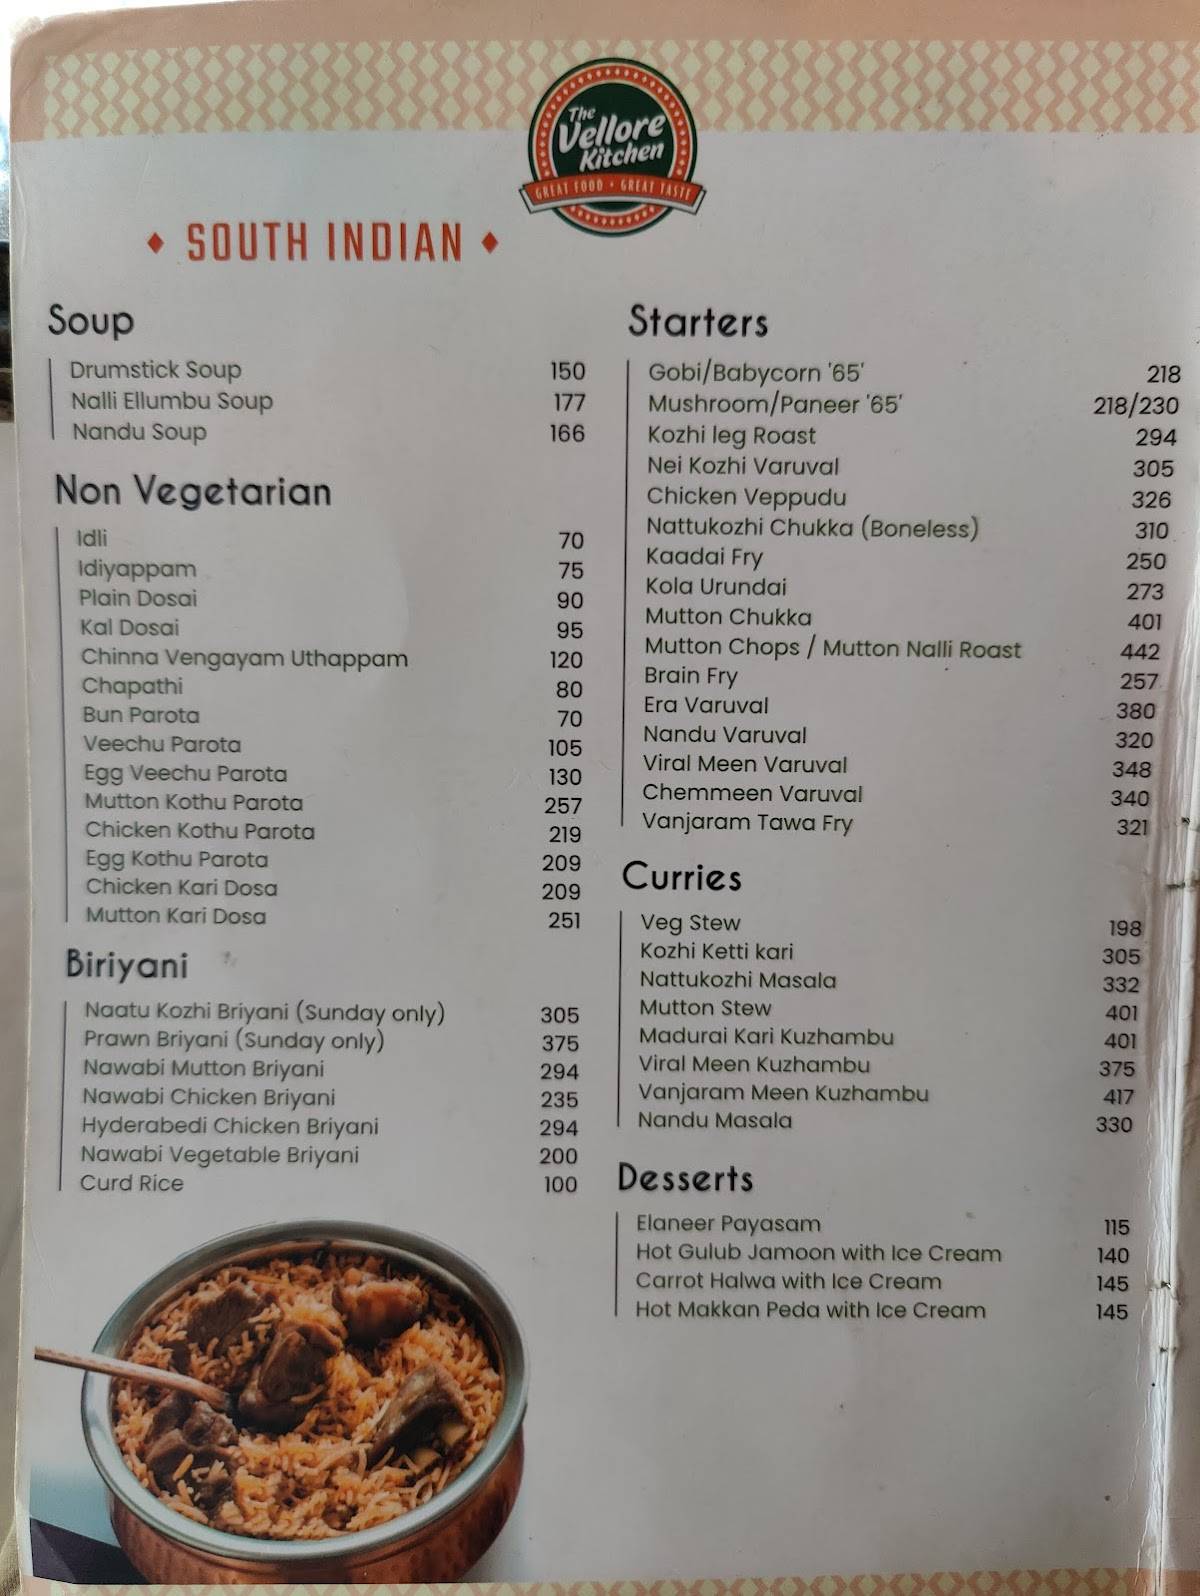 The
Vellore
Kitchen
GREAT FOOD • GREAT TASTE
♦ SOUTH INDIAN ♦
Soup
Drumstick Soup 150
Nalli Ellumbu Soup 177
Nandu Soup 166
Non Vegetarian
Idli 70
Idiyappam 75
Plain Dosai 90
Kal Dosai 95
Chinna Vengayam Uthappam 120
Chapathi 80
Bun Parota 70
Veechu Parota 105
Egg Veechu Parota 130
Mutton Kothu Parota 257
Chicken Kothu Parota 219
Egg Kothu Parota 209
Chicken Kari Dosa 209
Mutton Kari Dosa 251
Biriyani
Naatu Kozhi Briyani (Sunday only) 305
Prawn Briyani (Sunday only) 375
Nawabi Mutton Briyani 294
Nawabi Chicken Briyani 235
Hyderabedi Chicken Briyani 294
Nawabi Vegetable Briyani 200
Curd Rice 100
Starters
Gobi/Babycorn '65' 218
Mushroom/Paneer '65' 218/230
Kozhi leg Roast 294
Nei Kozhi Varuval 305
Chicken Veppudu 326
Nattukozhi Chukka (Boneless) 310
Kaadai Fry 250
Kola Urundai 273
Mutton Chukka 401
Mutton Chops / Mutton Nalli Roast 442
Brain Fry 257
Era Varuval 380
Nandu Varuval 320
Viral Meen Varuval 348
Chemmeen Varuval 340
Vanjaram Tawa Fry 321
Curries
Veg Stew 198
Kozhi Ketti kari 305
Nattukozhi Masala 332
Mutton Stew 401
Madurai Kari Kuzhambu 401
Viral Meen Kuzhambu 375
Vanjaram Meen Kuzhambu 417
Nandu Masala 330
Desserts
Elaneer Payasam 115
Hot Gulub Jamoon with Ice Cream 140
Carrot Halwa with Ice Cream 145
Hot Makkan Peda with Ice Cream 145